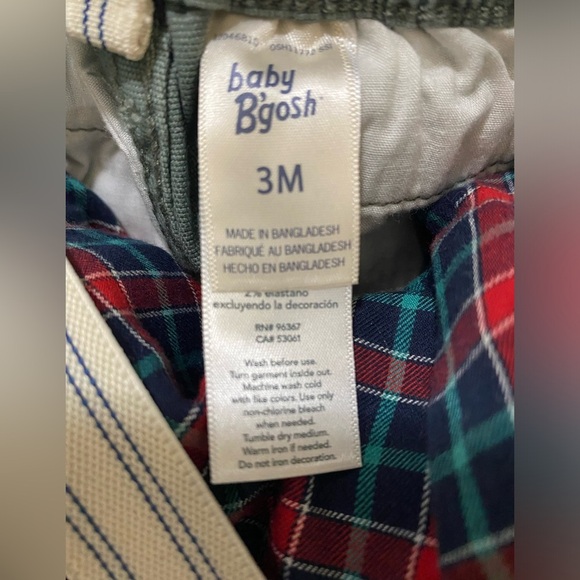 baby
B'gosh
3M
MADE IN BANGLADESH
FABRIQUÉ AU BANGLADESH
HECHO EN BANGLADESH
2% elastano
excluyendo la decoración
RN# 96367
CA# 53061
Wash before use.
Turn garment inside out.
Machine wash cold
with like colors. Use only
non-chlorine bleach
when needed.
Tumble dry medium.
Warm iron if needed.
Do not iron decoration.